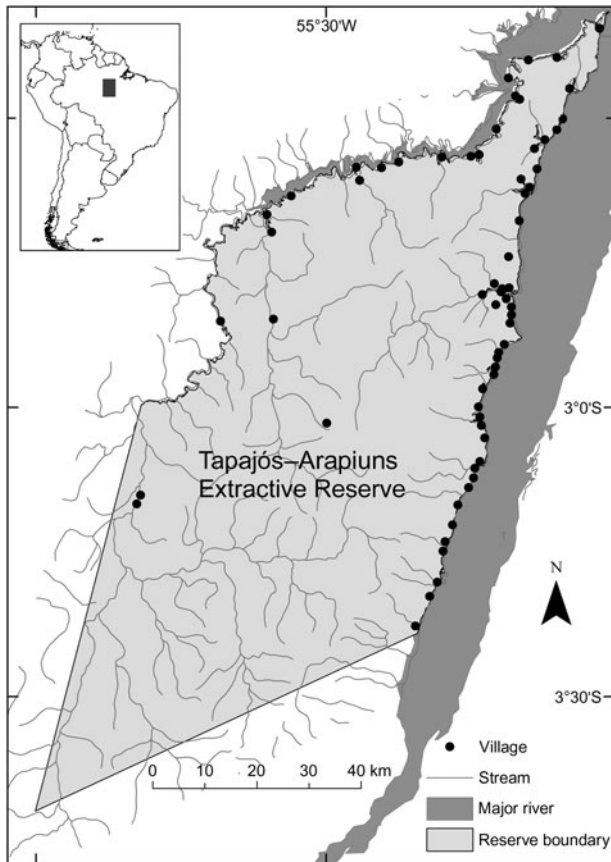 55°30'W
3°0'S
Tapajós–Arapiuns
Extractive Reserve
N
3°30'S
0 10 20 30 40 km
Village
Stream
Major river
Reserve boundary